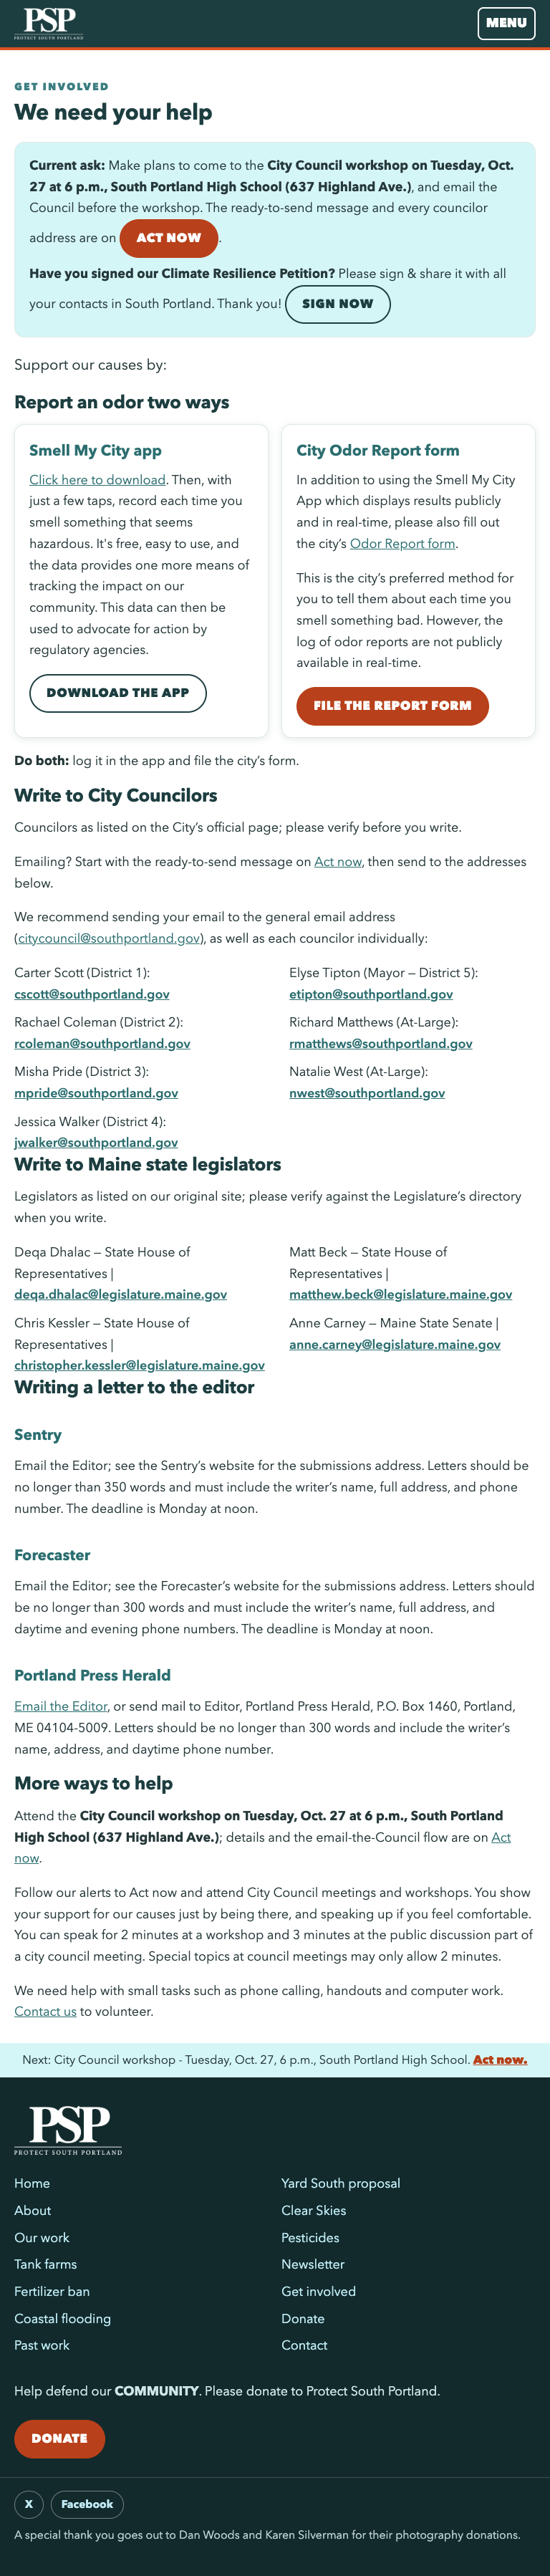 PSP
PROTECT SOUTH PORTLAND
MENU
GET INVOLVED
We need your help
Current ask: Make plans to come to the City Council workshop on Tuesday, Oct.
27 at 6 p.m., South Portland High School (637 Highland Ave.), and email the
Council before the workshop. The ready-to-send message and every councilor
address are on ACT NOW.
Have you signed our Climate Resilience Petition? Please sign & share it with all
your contacts in South Portland. Thank you! SIGN NOW
Support our causes by:
Report an odor two ways
Smell My City app
Click here to download. Then, with
just a few taps, record each time you
smell something that seems
hazardous. It's free, easy to use, and
the data provides one more means of
tracking the impact on our
community. This data can then be
used to advocate for action by
regulatory agencies.
DOWNLOAD THE APP
City Odor Report form
In addition to using the Smell My City
App which displays results publicly
and in real-time, please also fill out
the city’s Odor Report form.
This is the city’s preferred method for
you to tell them about each time you
smell something bad. However, the
log of odor reports are not publicly
available in real-time.
FILE THE REPORT FORM
Do both: log it in the app and file the city’s form.
Write to City Councilors
Councilors as listed on the City’s official page; please verify before you write.
Emailing? Start with the ready-to-send message on Act now, then send to the addresses
below.
We recommend sending your email to the general email address
(citycouncil@southportland.gov), as well as each councilor individually:
Carter Scott (District 1):
cscott@southportland.gov
Elyse Tipton (Mayor – District 5):
etipton@southportland.gov
Rachael Coleman (District 2):
rcoleman@southportland.gov
Richard Matthews (At-Large):
rmatthews@southportland.gov
Misha Pride (District 3):
mpride@southportland.gov
Natalie West (At-Large):
nwest@southportland.gov
Jessica Walker (District 4):
jwalker@southportland.gov
Write to Maine state legislators
Legislators as listed on our original site; please verify against the Legislature’s directory
when you write.
Deqa Dhalac – State House of
Representatives |
deqa.dhalac@legislature.maine.gov
Matt Beck – State House of
Representatives |
matthew.beck@legislature.maine.gov
Chris Kessler – State House of
Representatives |
christopher.kessler@legislature.maine.gov
Anne Carney – Maine State Senate |
anne.carney@legislature.maine.gov
Writing a letter to the editor
Sentry
Email the Editor; see the Sentry’s website for the submissions address. Letters should be
no longer than 350 words and must include the writer’s name, full address, and phone
number. The deadline is Monday at noon.
Forecaster
Email the Editor; see the Forecaster’s website for the submissions address. Letters should
be no longer than 300 words and must include the writer’s name, full address, and
daytime and evening phone numbers. The deadline is Monday at noon.
Portland Press Herald
Email the Editor, or send mail to Editor, Portland Press Herald, P.O. Box 1460, Portland,
ME 04104-5009. Letters should be no longer than 300 words and include the writer’s
name, address, and daytime phone number.
More ways to help
Attend the City Council workshop on Tuesday, Oct. 27 at 6 p.m., South Portland
High School (637 Highland Ave.); details and the email-the-Council flow are on Act
now.
Follow our alerts to Act now and attend City Council meetings and workshops. You show
your support for our causes just by being there, and speaking up if you feel comfortable.
You can speak for 2 minutes at a workshop and 3 minutes at the public discussion part of
a city council meeting. Special topics at council meetings may only allow 2 minutes.
We need help with small tasks such as phone calling, handouts and computer work.
Contact us to volunteer.
Next: City Council workshop - Tuesday, Oct. 27, 6 p.m., South Portland High School. Act now.
PSP
PROTECT SOUTH PORTLAND
Home
About
Our work
Tank farms
Fertilizer ban
Coastal flooding
Past work
Yard South proposal
Clear Skies
Pesticides
Newsletter
Get involved
Donate
Contact
Help defend our COMMUNITY. Please donate to Protect South Portland.
DONATE
X
Facebook
A special thank you goes out to Dan Woods and Karen Silverman for their photography donations.